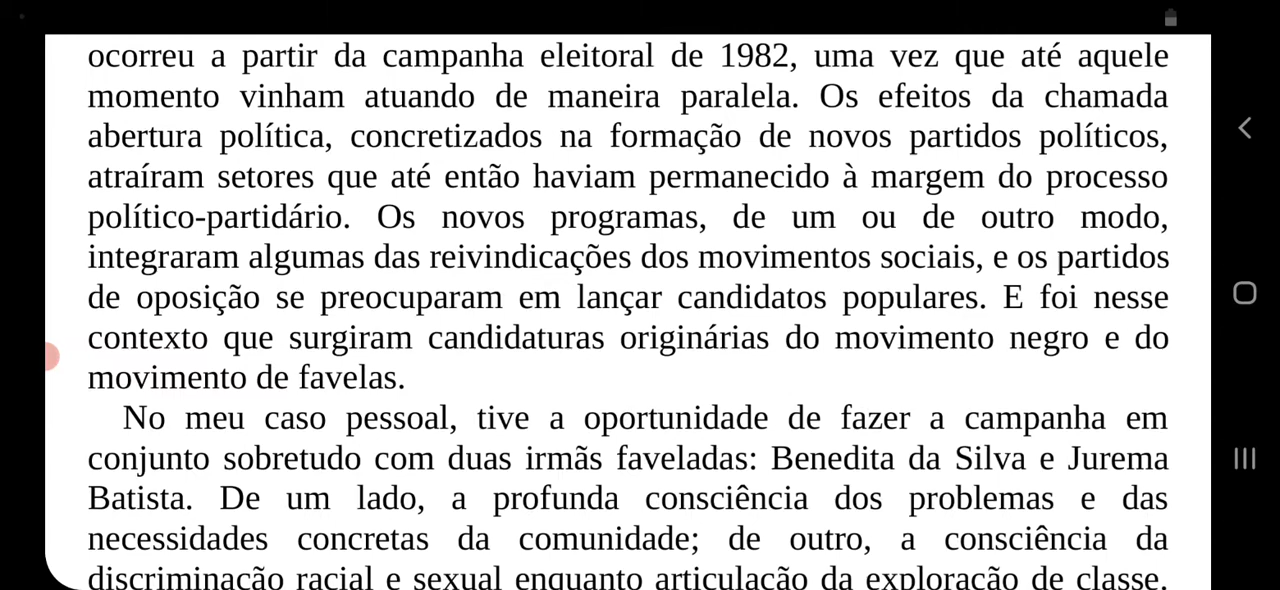 ocorreu a partir da campanha eleitoral de 1982, uma vez que até aquele
momento vinham atuando de maneira paralela. Os efeitos da chamada
abertura política, concretizados na formação de novos partidos políticos,
atraíram setores que até então haviam permanecido à margem do processo
político-partidário. Os novos programas, de um ou de outro modo,
integraram algumas das reivindicações dos movimentos sociais, e os partidos
de oposição se preocuparam em lançar candidatos populares. E foi nesse
contexto que surgiram candidaturas originárias do movimento negro e do
movimento de favelas.
No meu caso pessoal, tive a oportunidade de fazer a campanha em
conjunto sobretudo com duas irmãs faveladas: Benedita da Silva e Jurema
Batista. De um lado, a profunda consciência dos problemas e das
necessidades concretas da comunidade; de outro, a consciência da
discriminação racial e sexual enquanto articulação da exploração de classe.